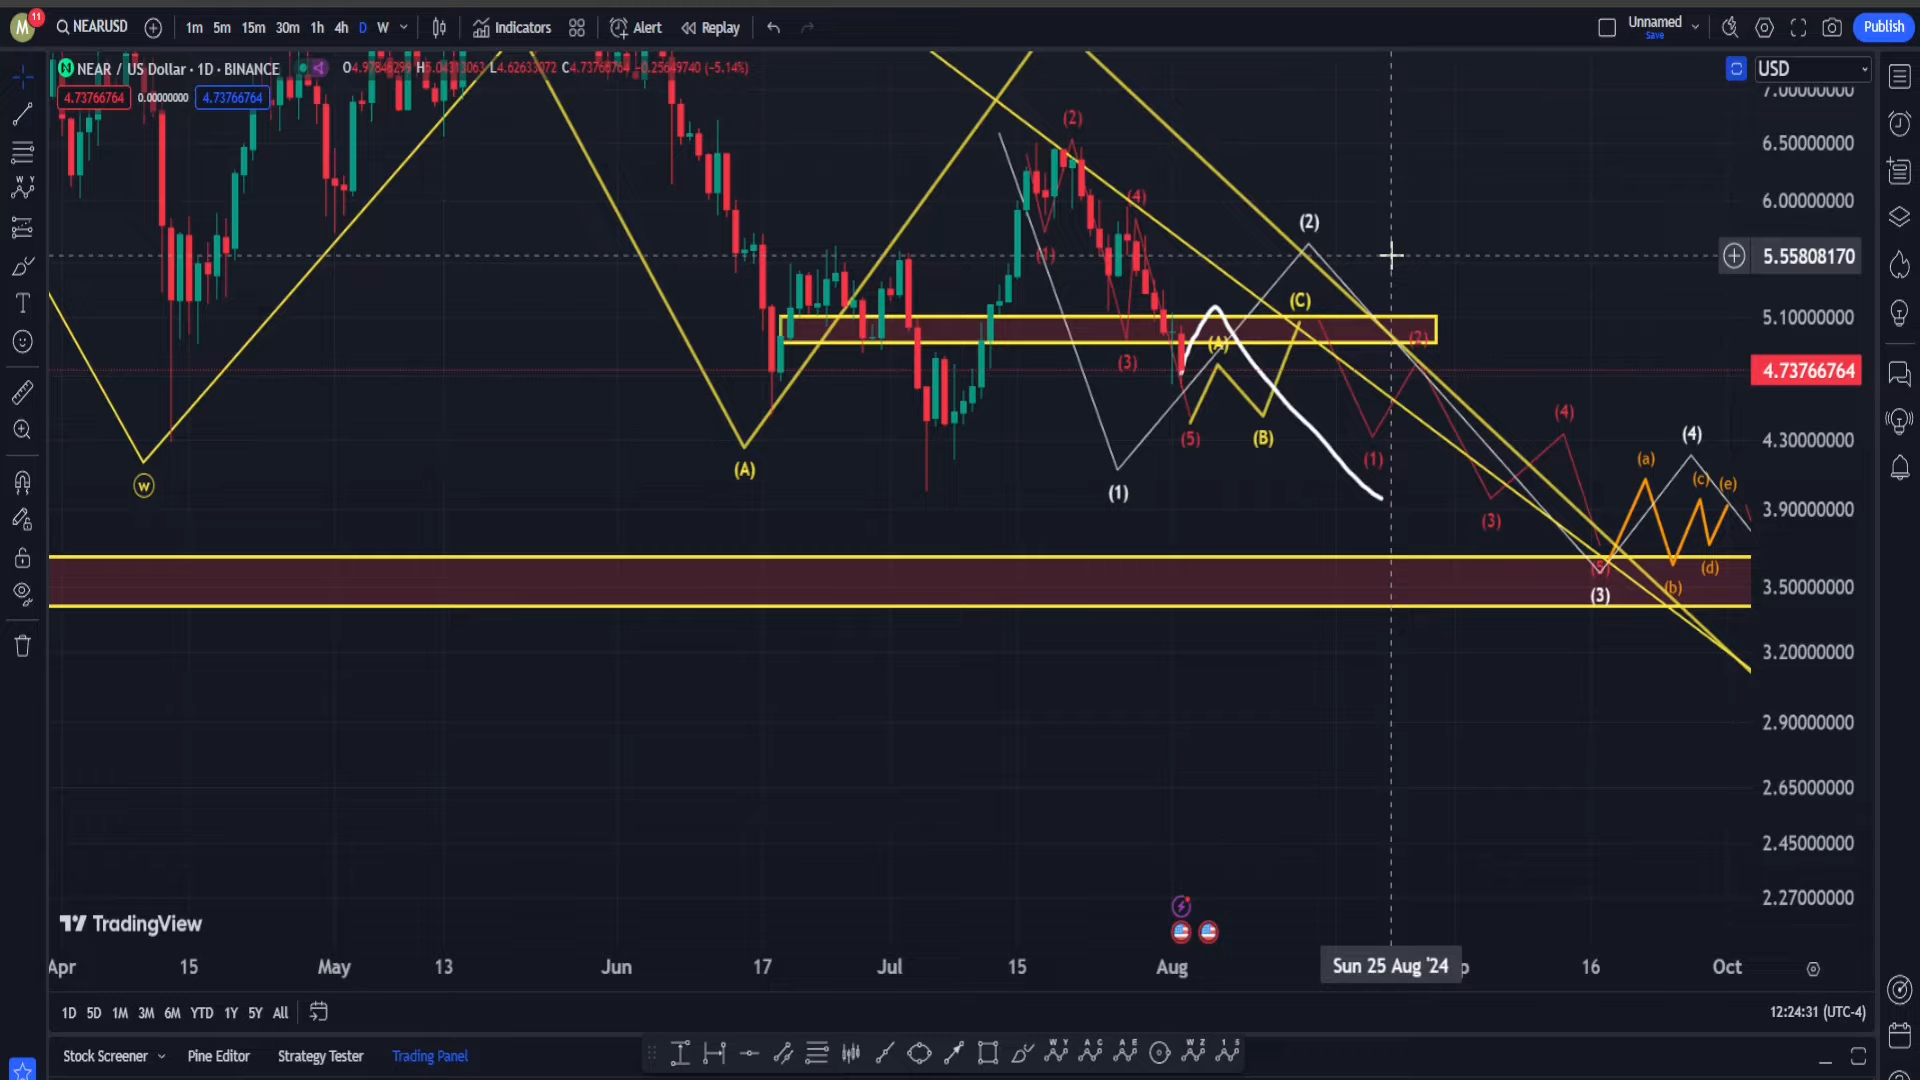 M 11 NEARUSD 1m 5m 15m 30m 1h 4h D W Indicators Alert Replay Unnamed Save Publish
NEAR / US Dollar · 1D · BINANCE
4.73766764 0.00000000 4.73766764
USD
7.00000000
6.50000000
6.00000000
5.55808170
5.10000000
4.73766764
4.30000000
3.90000000
3.50000000
3.20000000
2.90000000
2.65000000
2.45000000
2.27000000
(2)
(4)
(1)
(2)
(C)
(A)
(2)
(3)
(4)
(5)
(B)
(1)
(4)
(A)
W
(1)
(a)
(c)
(e)
(3)
(5)
(d)
(b)
(3)
TradingView
Apr 15 May 13 Jun 17 Jul 15 Aug Sun 25 Aug '24 16 Oct
1D 5D 1M 3M 6M YTD 1Y 5Y All
12:24:31 (UTC-4)
Stock Screener Pine Editor Strategy Tester Trading Panel